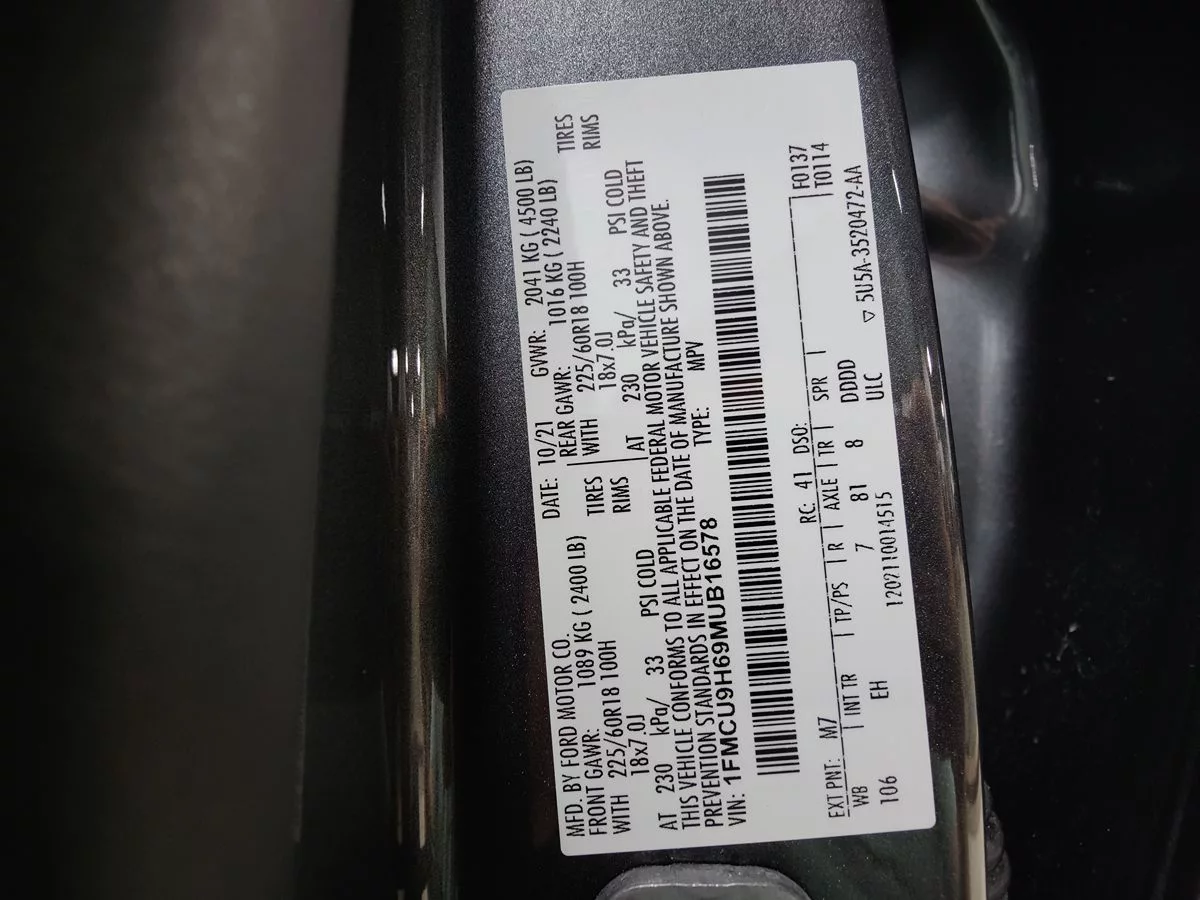 MFD. BY FORD MOTOR CO. DATE: 10/21 GVWR: 2041 KG ( 4500 LB)
FRONT GAWR: 1089 KG ( 2400 LB) REAR GAWR: 1016 KG ( 2240 LB)
WITH 225/60R18 100H TIRES WITH 225/60R18 100H TIRES
18x7.0J RIMS 18x7.0J RIMS
AT 230 kPa/ 33 PSI COLD AT 230 kPa/ 33 PSI COLD
THIS VEHICLE CONFORMS TO ALL APPLICABLE FEDERAL MOTOR VEHICLE SAFETY AND THEFT
PREVENTION STANDARDS IN EFFECT ON THE DATE OF MANUFACTURE SHOWN ABOVE.
VIN: 1FMCU9H69MUB16578 TYPE: MPV
EXT PNT: M7 RC: 41 DSO: F0137
WB INT TR TP/PS R AXLE TR SPR T0114
106 EH 7 81 8 DDDD
1202110014515 ULC ▽ 5U5A-3520472-AA